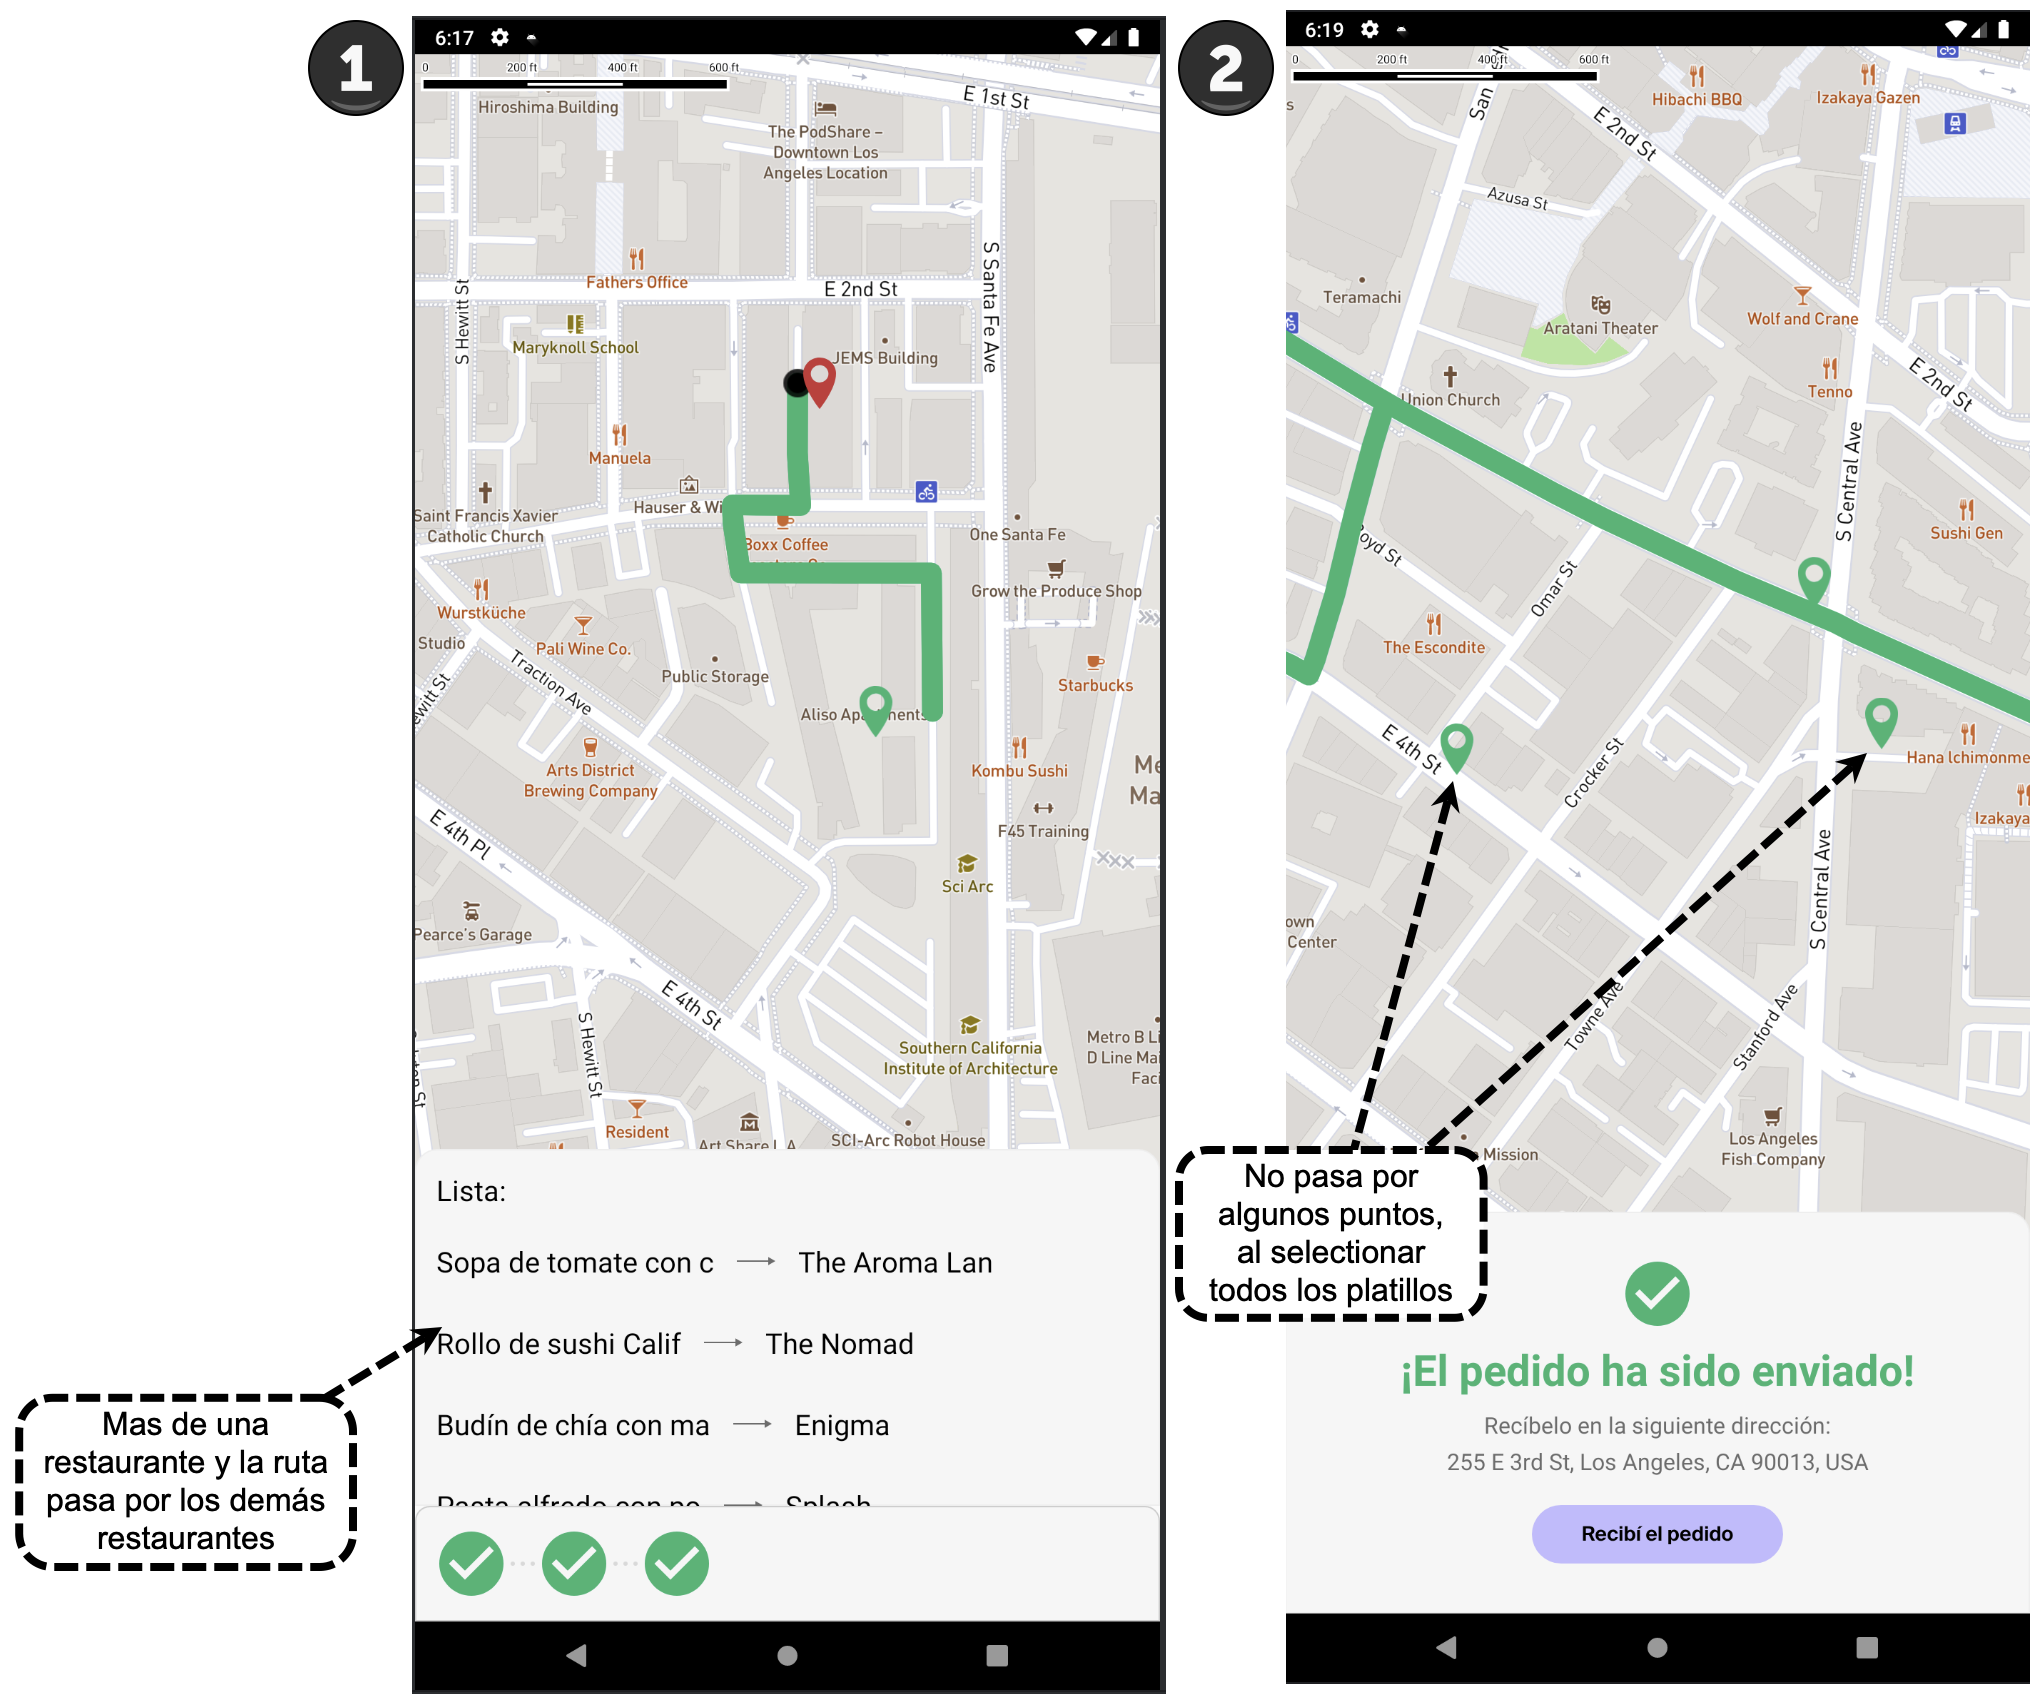 1
6:17
0 200 ft 400 ft 600 ft
Hiroshima Building
E 1st St
The PodShare –
Downtown Los
Angeles Location
S Hewitt St
Fathers Office
E 2nd St
S Santa Fe Ave
Maryknoll School
JEMS Building
Manuela
Hauser & Wi
Saint Francis Xavier
Catholic Church
Boxx Coffee
One Santa Fe
Grow the Produce Shop
Wurstküche
Studio
Pali Wine Co.
Public Storage
Starbucks
Traction Ave
ewitt St
Aliso Apa
nents
Arts District
Brewing Company
Kombu Sushi
Me
Ma
F45 Training
E 4th Pl
Sci Arc
Pearce's Garage
E 4th St
S Hewitt St
Southern California
Institute of Architecture
Metro B Li
D Line Mai
Faci
Resident
Art Share L.A.
SCI-Arc Robot House
Lista:
Sopa de tomate con c → The Aroma Lan
Rollo de sushi Calif → The Nomad
Budín de chía con ma → Enigma
Pasta alfredo con po → Splash
Mas de una
restaurante y la ruta
pasa por los demás
restaurantes
2
6:19
0 200 ft 400 ft 600 ft
San
Hibachi BBQ
Izakaya Gazen
E 2nd St
Azusa St
Teramachi
Aratani Theater
Wolf and Crane
Union Church
Tenno
E 2nd St
S Central Ave
Sushi Gen
oyd St
Omar St
The Escondite
E 4th St
Crocker St
Hana Ichimonme
Izakaya
S Central Ave
own
Center
Towne Ave
Stanford Ave
Los Angeles
Fish Company
Mission
No pasa por
algunos puntos,
al selectionar
todos los platillos
¡El pedido ha sido enviado!
Recíbelo en la siguiente dirección:
255 E 3rd St, Los Angeles, CA 90013, USA
Recibí el pedido